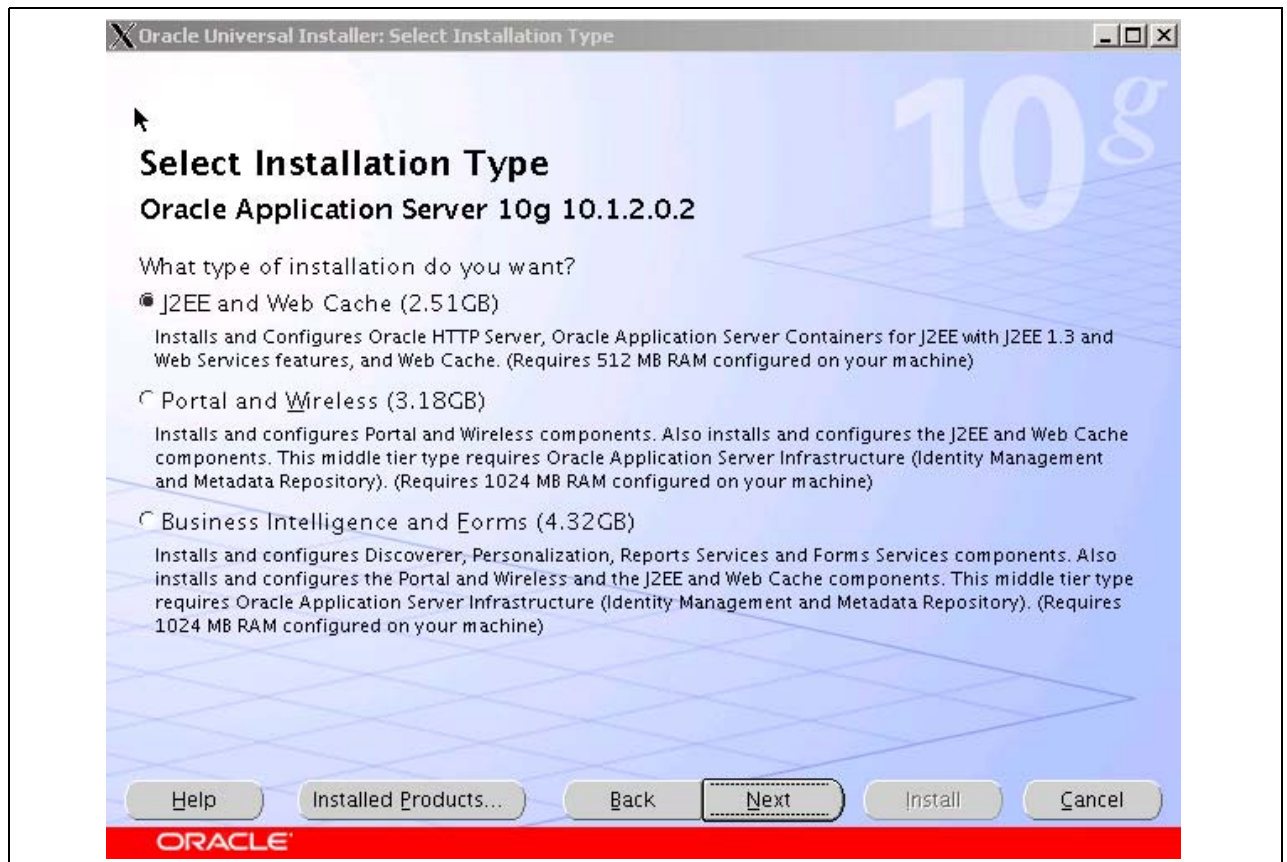 X Oracle Universal Installer: Select Installation Type
10g
Select Installation Type
Oracle Application Server 10g 10.1.2.0.2
What type of installation do you want?
J2EE and Web Cache (2.51GB)
Installs and Configures Oracle HTTP Server, Oracle Application Server Containers for J2EE with J2EE 1.3 and
Web Services features, and Web Cache. (Requires 512 MB RAM configured on your machine)
Portal and Wireless (3.18GB)
Installs and configures Portal and Wireless components. Also installs and configures the J2EE and Web Cache
components. This middle tier type requires Oracle Application Server Infrastructure (Identity Management
and Metadata Repository). (Requires 1024 MB RAM configured on your machine)
Business Intelligence and Forms (4.32GB)
Installs and configures Discoverer, Personalization, Reports Services and Forms Services components. Also
installs and configures the Portal and Wireless and the J2EE and Web Cache components. This middle tier type
requires Oracle Application Server Infrastructure (Identity Management and Metadata Repository). (Requires
1024 MB RAM configured on your machine)
Help Installed Products... Back Next Install Cancel
ORACLE